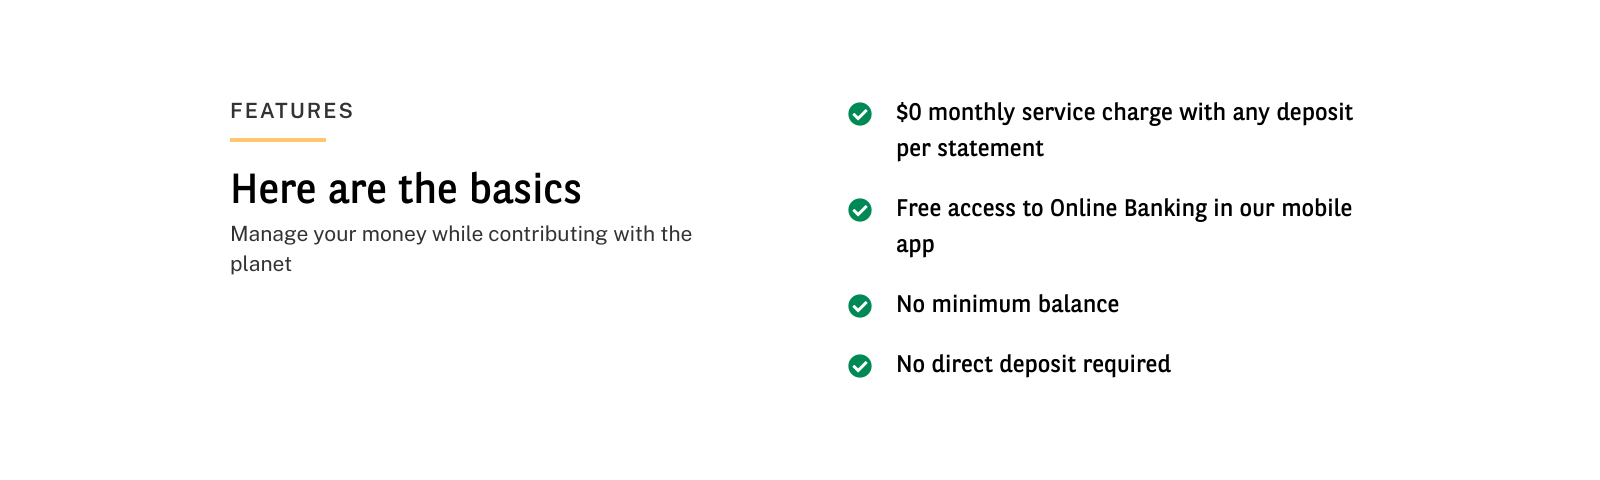 FEATURES
Here are the basics
Manage your money while contributing with the
planet
$0 monthly service charge with any deposit
per statement
Free access to Online Banking in our mobile
app
No minimum balance
No direct deposit required